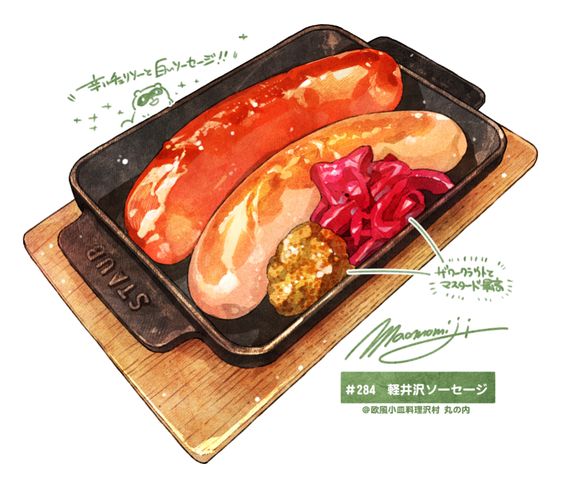 辛いチョリソーと白いソーセージ!!
STAUB
ザワークラウトと
マスタード最高
Maomomiji
#284 軽井沢ソーセージ
@欧風小皿料理沢村 丸の内